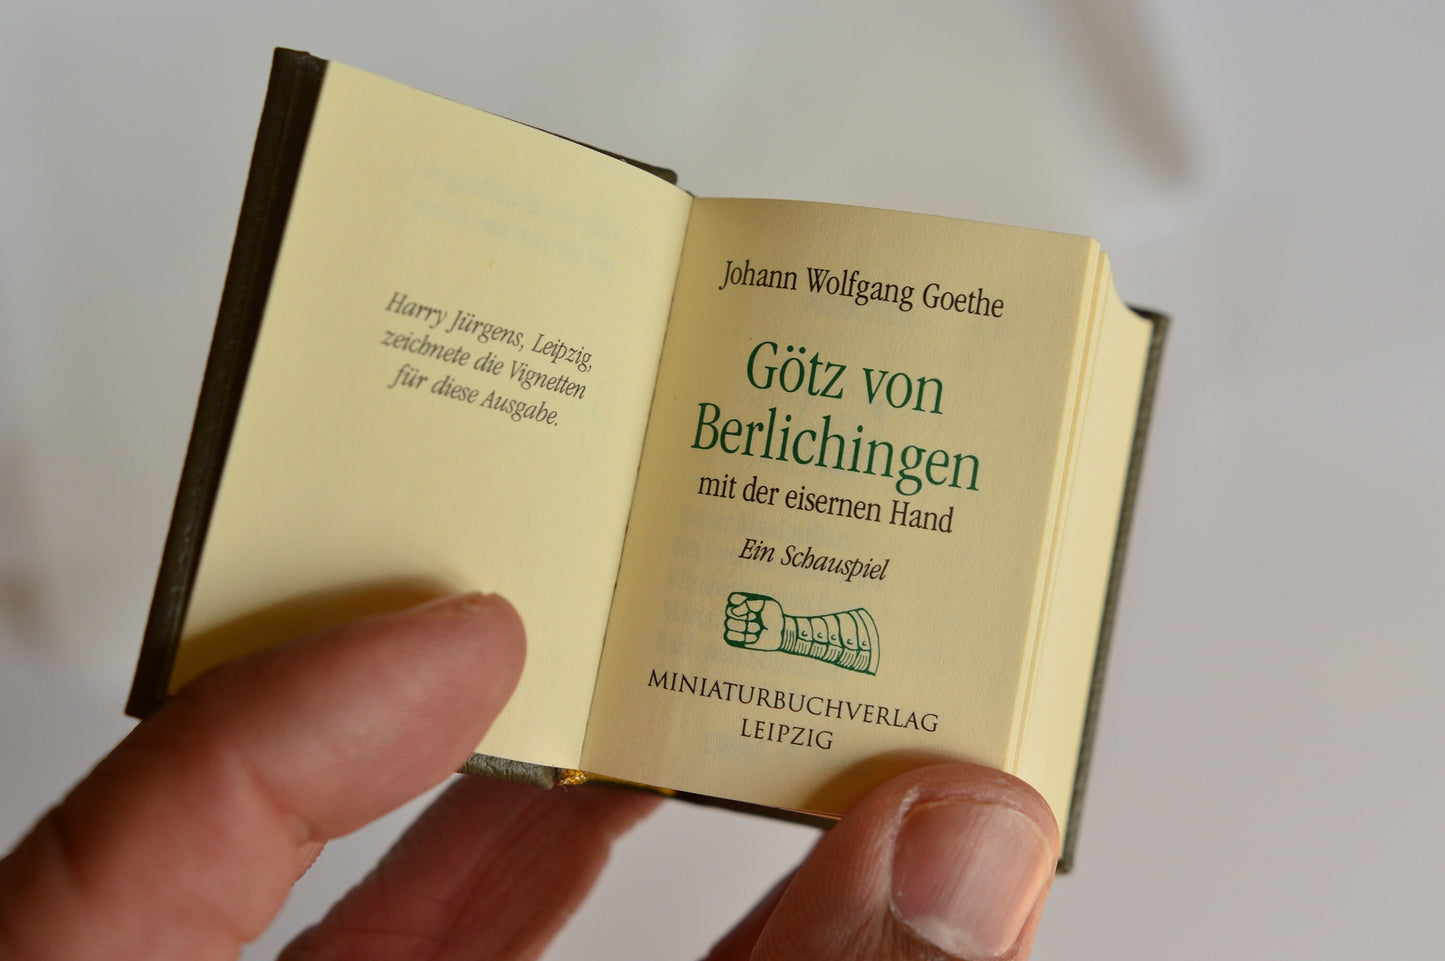 Harry Jürgens, Leipzig,
zeichnete die Vignetten
für diese Ausgabe.
Johann Wolfgang Goethe
Götz von
Berlichingen
mit der eisernen Hand
Ein Schauspiel
MINIATURBUCHVERLAG
LEIPZIG